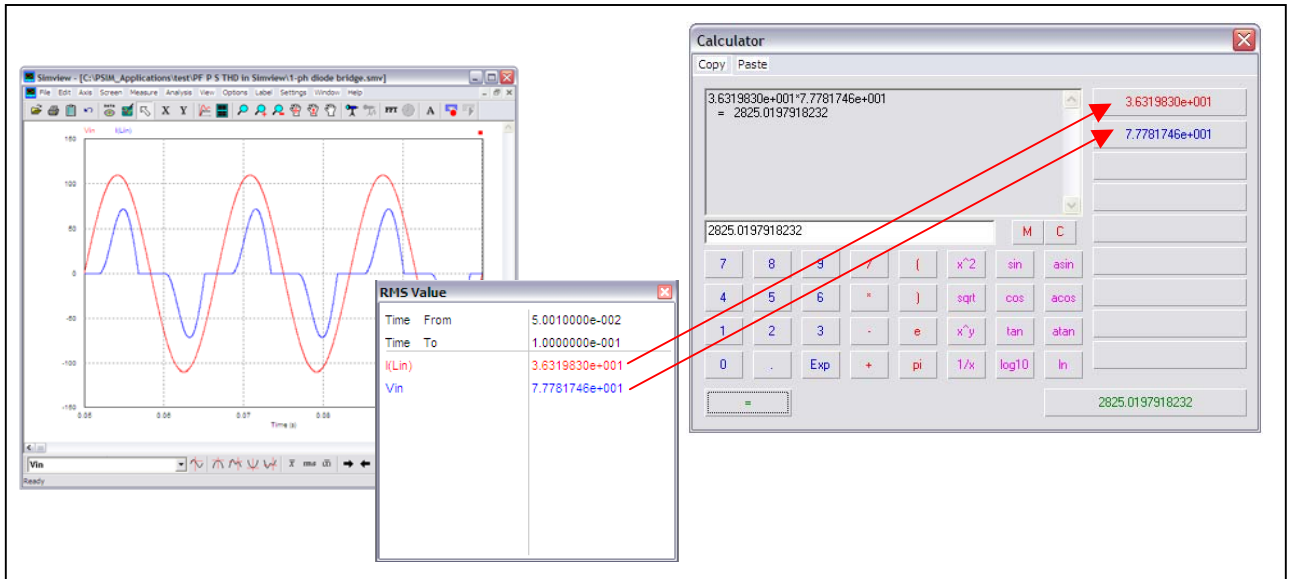 Simview - [C:\PSIM_Applications\test\PF P S THD in Simview\1-ph diode bridge.smv]
File Edit Axis Screen Measure Analysis View Options Label Settings Window Help
X Y FFT A
Vin I(Lin)
150
100
50
0
-50
-100
-150
0.05 0.06 0.07 0.08
Time (s)
Vin
Ready
RMS Value
Time From 5.0010000e-002
Time To 1.0000000e-001
I(Lin) 3.6319830e+001
Vin 7.7781746e+001
Calculator
Copy Paste
3.6319830e+001*7.7781746e+001
= 2825.0197918232
3.6319830e+001
7.7781746e+001
2825.0197918232
M C
7 8 9 / ( x^2 sin asin
4 5 6 * ) sqrt cos acos
1 2 3 - e x^y tan atan
0 . Exp + pi 1/x log10 ln
=
2825.0197918232